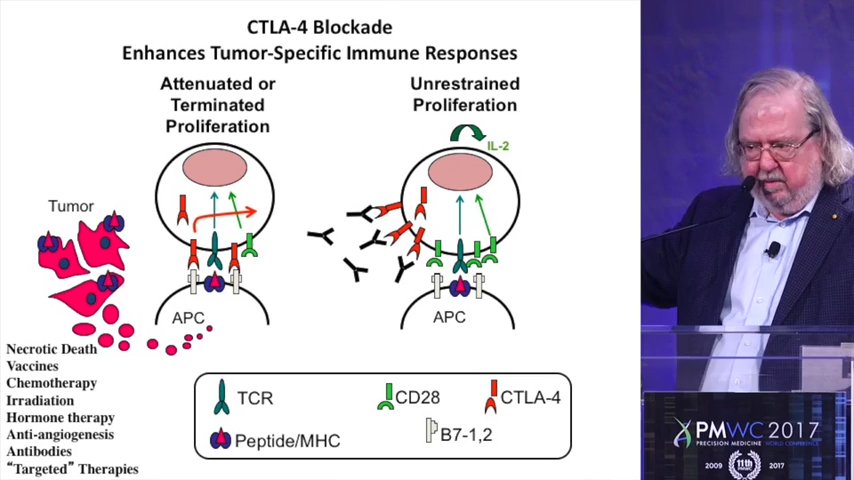 CTLA-4 Blockade
Enhances Tumor-Specific Immune Responses
Attenuated or
Terminated
Proliferation
Unrestrained
Proliferation
IL-2
Tumor
APC
APC
Necrotic Death
Vaccines
Chemotherapy
Irradiation
Hormone therapy
Anti-angiogenesis
Antibodies
“Targeted” Therapies
TCR
CD28
CTLA-4
Peptide/MHC
B7-1,2
PMWC 2017
PRECISION MEDICINE WORLD CONFERENCE
2009 11th PMWC 2017